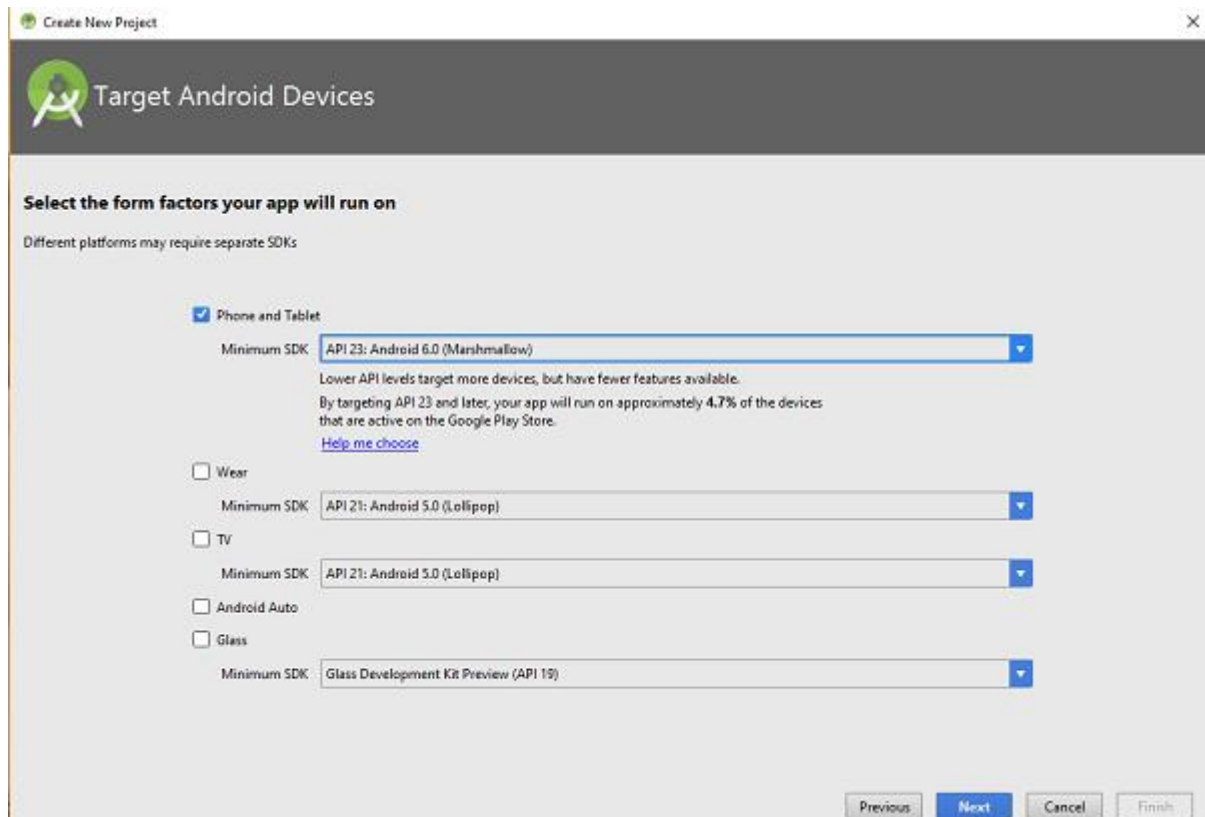 Create New Project
Target Android Devices
Select the form factors your app will run on
Different platforms may require separate SDKs
Phone and Tablet
Minimum SDK API 23: Android 6.0 (Marshmallow)
Lower API levels target more devices, but have fewer features available.
By targeting API 23 and later, your app will run on approximately 4.7% of the devices
that are active on the Google Play Store.
Help me choose
Wear
Minimum SDK API 21: Android 5.0 (Lollipop)
TV
Minimum SDK API 21: Android 5.0 (Lollipop)
Android Auto
Glass
Minimum SDK Glass Development Kit Preview (API 19)
Previous Next Cancel Finish